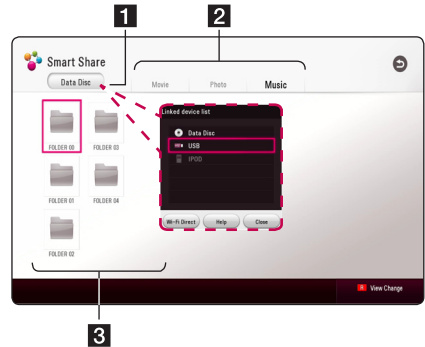 1
2
Smart Share
Data Disc
Movie
Photo
Music
Linked device list
Data Disc
USB
IPOD
Wi-Fi Direct
Help
Close
FOLDER 00
FOLDER 03
FOLDER 01
FOLDER 04
FOLDER 02
R View Change
3